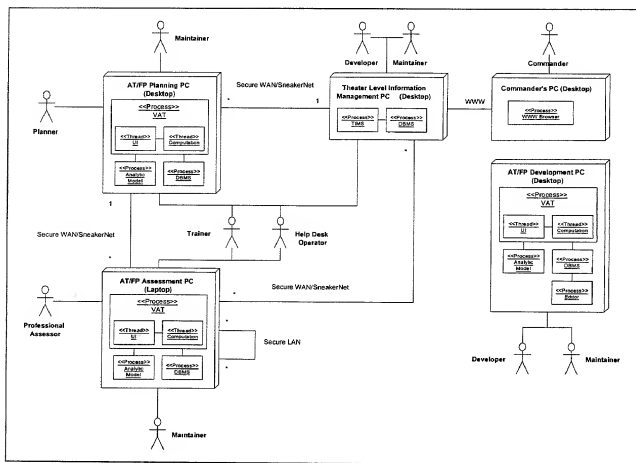 Maintainer
Developer
Maintainer
Commander
AT/FP Planning PC
(Desktop)
<<Process>>
VAT
<<Thread>>
UI
<<Thread>>
Computation
<<Process>>
Analytic
Model
<<Process>>
DBMS
Planner
Secure WAN/SneakerNet
*
1
Theater Level Information
Management PC (Desktop)
<<Process>>
TIMS
<<Process>>
DBMS
*
WWW
Commander's PC (Desktop)
<<Process>>
WWW Browser
AT/FP Development PC
(Desktop)
<<Process>>
VAT
<<Thread>>
UI
<<Thread>>
Computation
<<Process>>
Analytic
Model
<<Process>>
DBMS
<<Process>>
Editor
Developer
Maintainer
1
Secure WAN/SneakerNet
*
Trainer
Help Desk
Operator
AT/FP Assessment PC
(Laptop)
<<Process>>
VAT
<<Thread>>
UI
<<Thread>>
Computation
<<Process>>
Analytic
Model
<<Process>>
DBMS
Professional
Assessor
Secure WAN/SneakerNet
*
Secure LAN
*
Maintainer